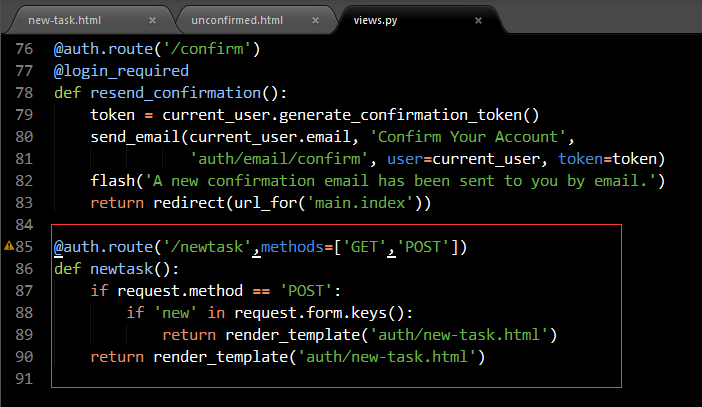 new-task.html × unconfirmed.html × views.py ×
76 @auth.route('/confirm')
77 @login_required
78 def resend_confirmation():
79     token = current_user.generate_confirmation_token()
80     send_email(current_user.email, 'Confirm Your Account',
81                'auth/email/confirm', user=current_user, token=token)
82     flash('A new confirmation email has been sent to you by email.')
83     return redirect(url_for('main.index'))
84
85 @auth.route('/newtask',methods=['GET','POST'])
86 def newtask():
87     if request.method == 'POST':
88         if 'new' in request.form.keys():
89             return render_template('auth/new-task.html')
90     return render_template('auth/new-task.html')
91